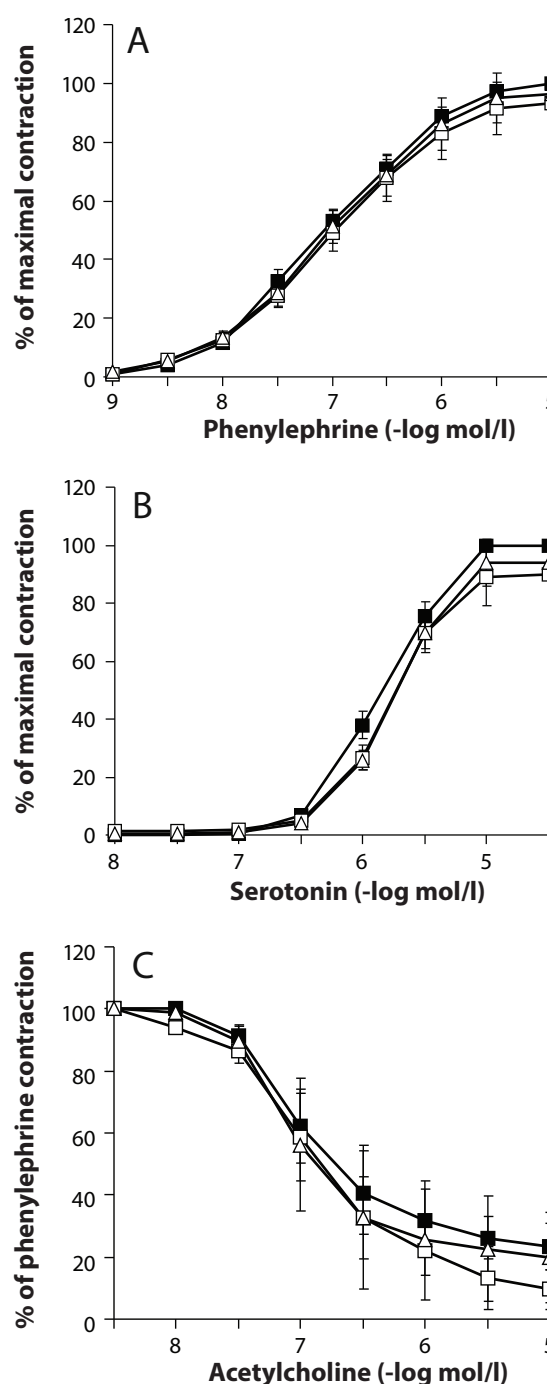 A
% of maximal contraction
120
100
80
60
40
20
0
9 8 7 6
Phenylephrine (-log mol/l)
B
% of maximal contraction
120
100
80
60
40
20
0
8 7 6 5
Serotonin (-log mol/l)
C
% of phenylephrine contraction
120
100
80
60
40
20
0
8 7 6
Acetylcholine (-log mol/l)